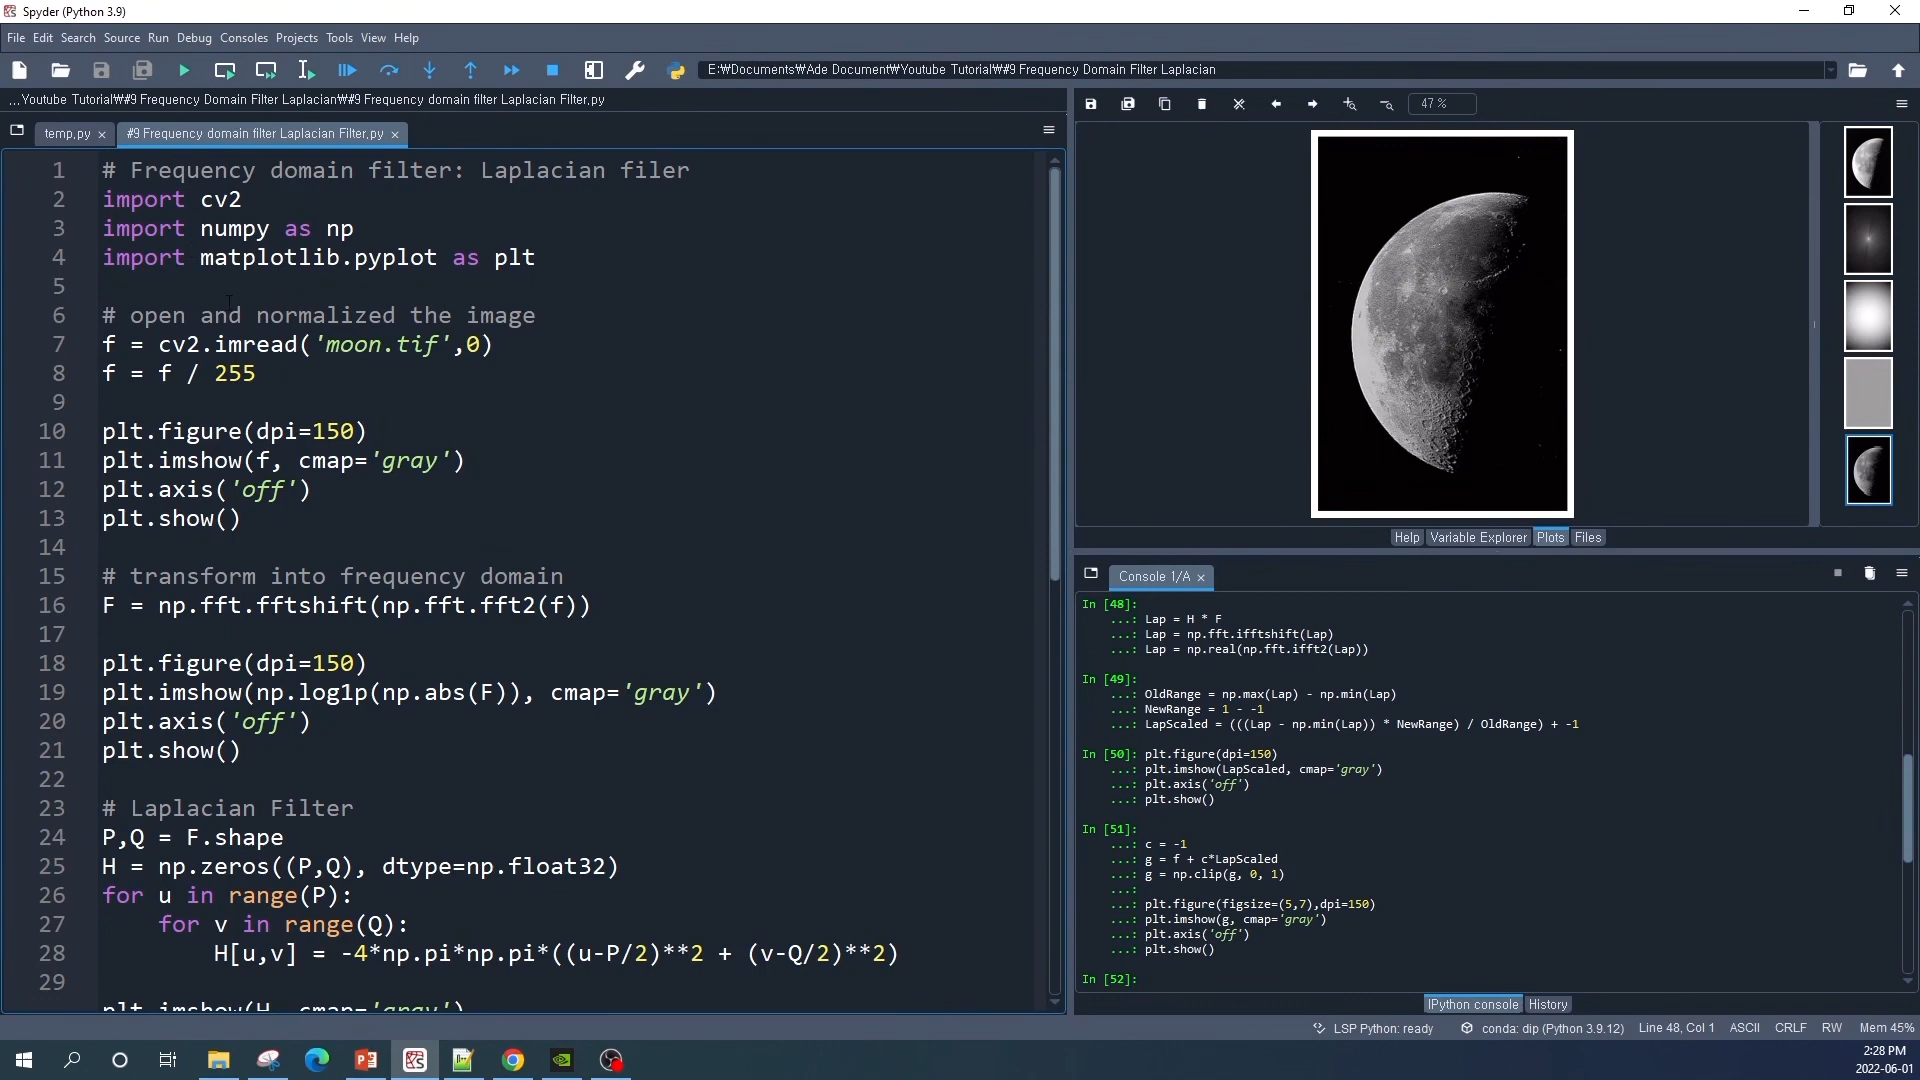 Spyder (Python 3.9)
File Edit Search Source Run Debug Consoles Projects Tools View Help
E:₩Documents₩Ade Document₩Youtube Tutorial₩#9 Frequency Domain Filter Laplacian
...Youtube Tutorial₩#9 Frequency Domain Filter Laplacian₩#9 Frequency domain filter Laplacian Filter.py
temp.py
#9 Frequency domain filter Laplacian Filter.py
1 # Frequency domain filter: Laplacian filer
2 import cv2
3 import numpy as np
4 import matplotlib.pyplot as plt
5
6 # open and normalized the image
7 f = cv2.imread('moon.tif',0)
8 f = f / 255
9
10 plt.figure(dpi=150)
11 plt.imshow(f, cmap='gray')
12 plt.axis('off')
13 plt.show()
14
15 # transform into frequency domain
16 F = np.fft.fftshift(np.fft.fft2(f))
17
18 plt.figure(dpi=150)
19 plt.imshow(np.log1p(np.abs(F)), cmap='gray')
20 plt.axis('off')
21 plt.show()
22
23 # Laplacian Filter
24 P,Q = F.shape
25 H = np.zeros((P,Q), dtype=np.float32)
26 for u in range(P):
27     for v in range(Q):
28         H[u,v] = -4*np.pi*np.pi*((u-P/2)**2 + (v-Q/2)**2)
29
plt.imshow(H, cmap='gray')
47 %
Help Variable Explorer Plots Files
Console 1/A
In [48]:
...: Lap = H * F
...: Lap = np.fft.ifftshift(Lap)
...: Lap = np.real(np.fft.ifft2(Lap))
In [49]:
...: OldRange = np.max(Lap) - np.min(Lap)
...: NewRange = 1 - -1
...: LapScaled = (((Lap - np.min(Lap)) * NewRange) / OldRange) + -1
In [50]: plt.figure(dpi=150)
...: plt.imshow(LapScaled, cmap='gray')
...: plt.axis('off')
...: plt.show()
In [51]:
...: c = -1
...: g = f + c*LapScaled
...: g = np.clip(g, 0, 1)
...:
...: plt.figure(figsize=(5,7),dpi=150)
...: plt.imshow(g, cmap='gray')
...: plt.axis('off')
...: plt.show()
In [52]:
IPython console History
LSP Python: ready conda: dip (Python 3.9.12) Line 48, Col 1 ASCII CRLF RW Mem 45%
2:28 PM
2022-06-01